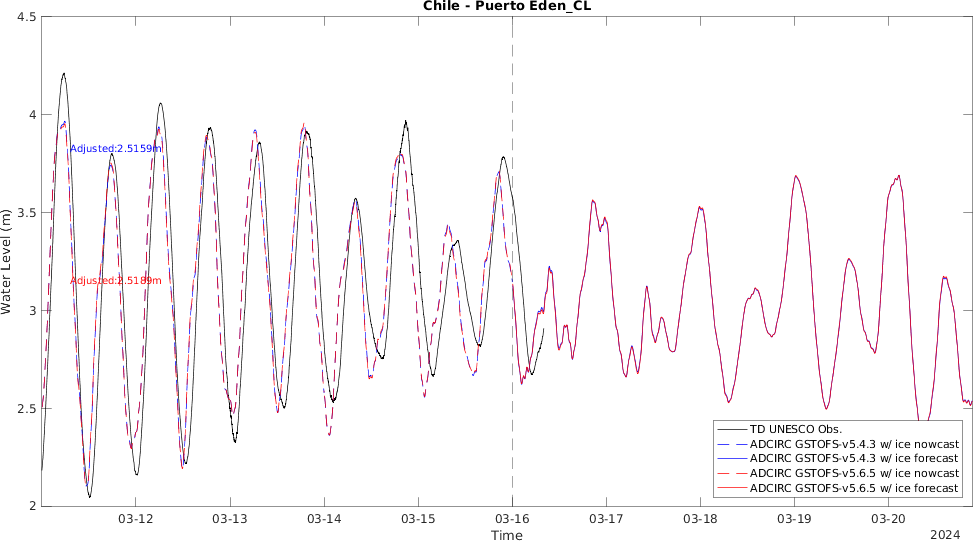 Chile - Puerto Eden_CL
4.5
4
3.5
3
2.5
2
Water Level (m)
Adjusted:2.5159m
Adjusted:2.5189m
03-12
03-13
03-14
03-15
03-16
03-17
03-18
03-19
03-20
Time
2024
TD UNESCO Obs.
ADCIRC GSTOFS-v5.4.3 w/ ice nowcast
ADCIRC GSTOFS-v5.4.3 w/ ice forecast
ADCIRC GSTOFS-v5.6.5 w/ ice nowcast
ADCIRC GSTOFS-v5.6.5 w/ ice forecast